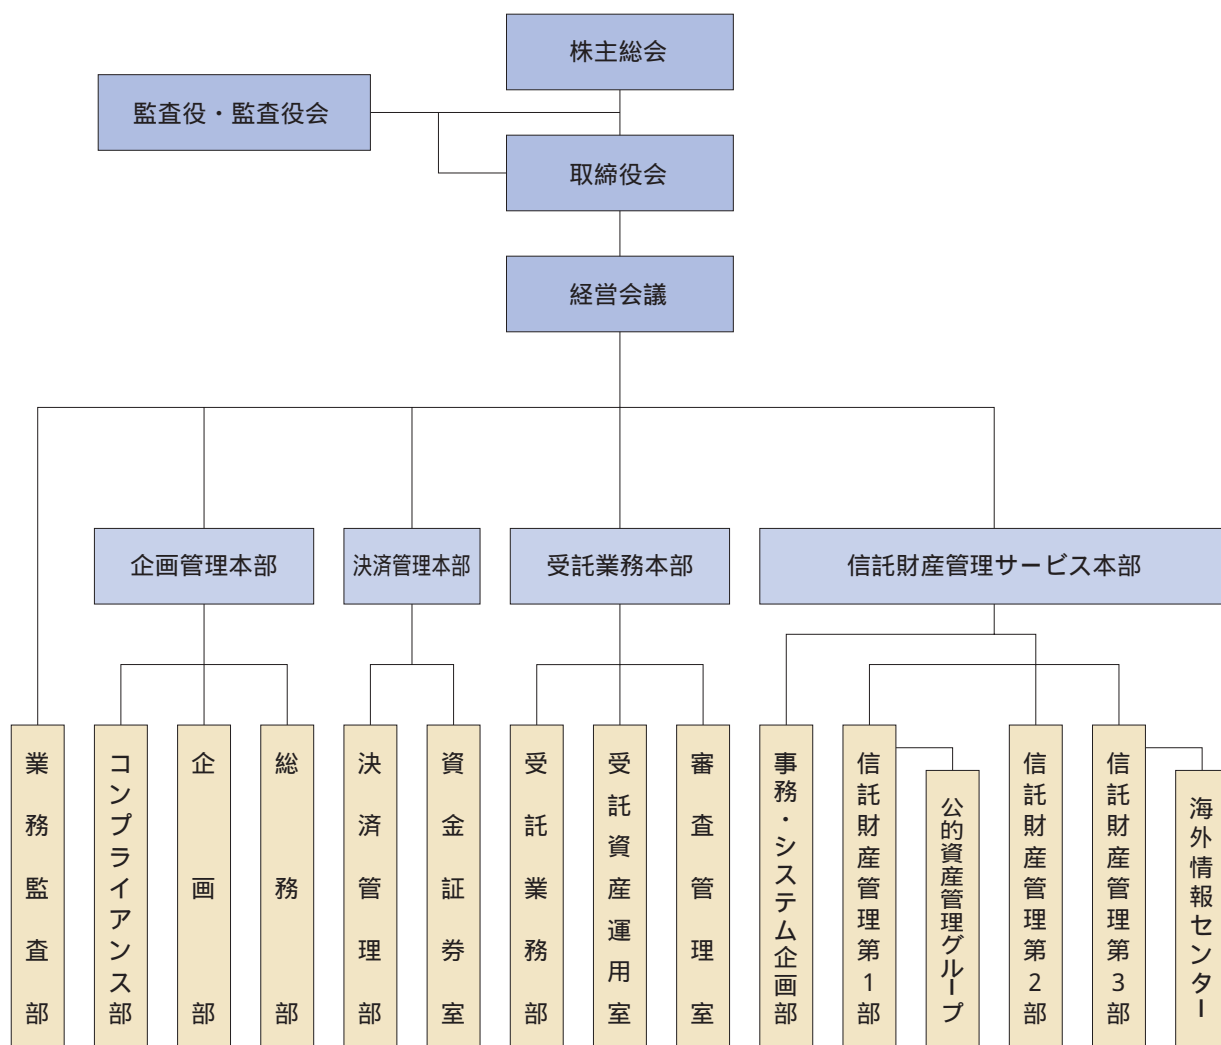 株主総会
監査役・監査役会
取締役会
経営会議
企画管理本部
決済管理本部
受託業務本部
信託財産管理サービス本部
業務監査部
コンプライアンス部
企画部
総務部
決済管理部
資金証券室
受託業務部
受託資産運用室
審査管理室
事務・システム企画部
信託財産管理第1部
公的資産管理グループ
信託財産管理第2部
信託財産管理第3部
海外情報センター